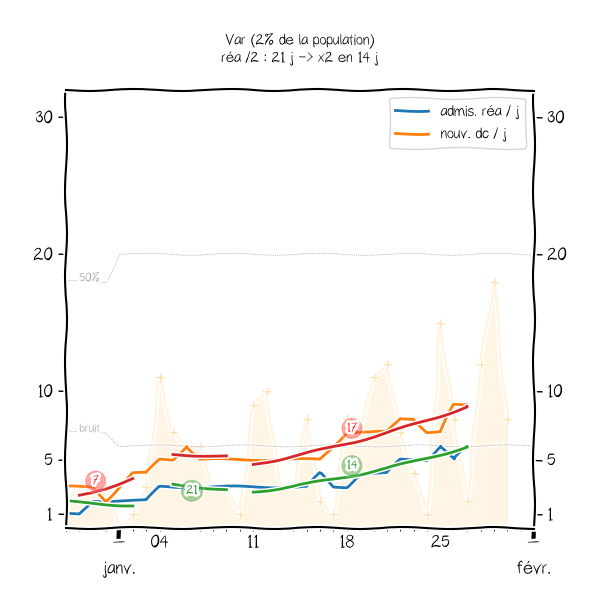 Var (2% de la population)
réa /2 : 21 j -> x2 en 14 j
admis. réa / j
nouv. dc / j
30
30
20
20
50%
10
10
bruit
17
5
5
14
7
21
1
1
04
11
18
25
janv.
févr.